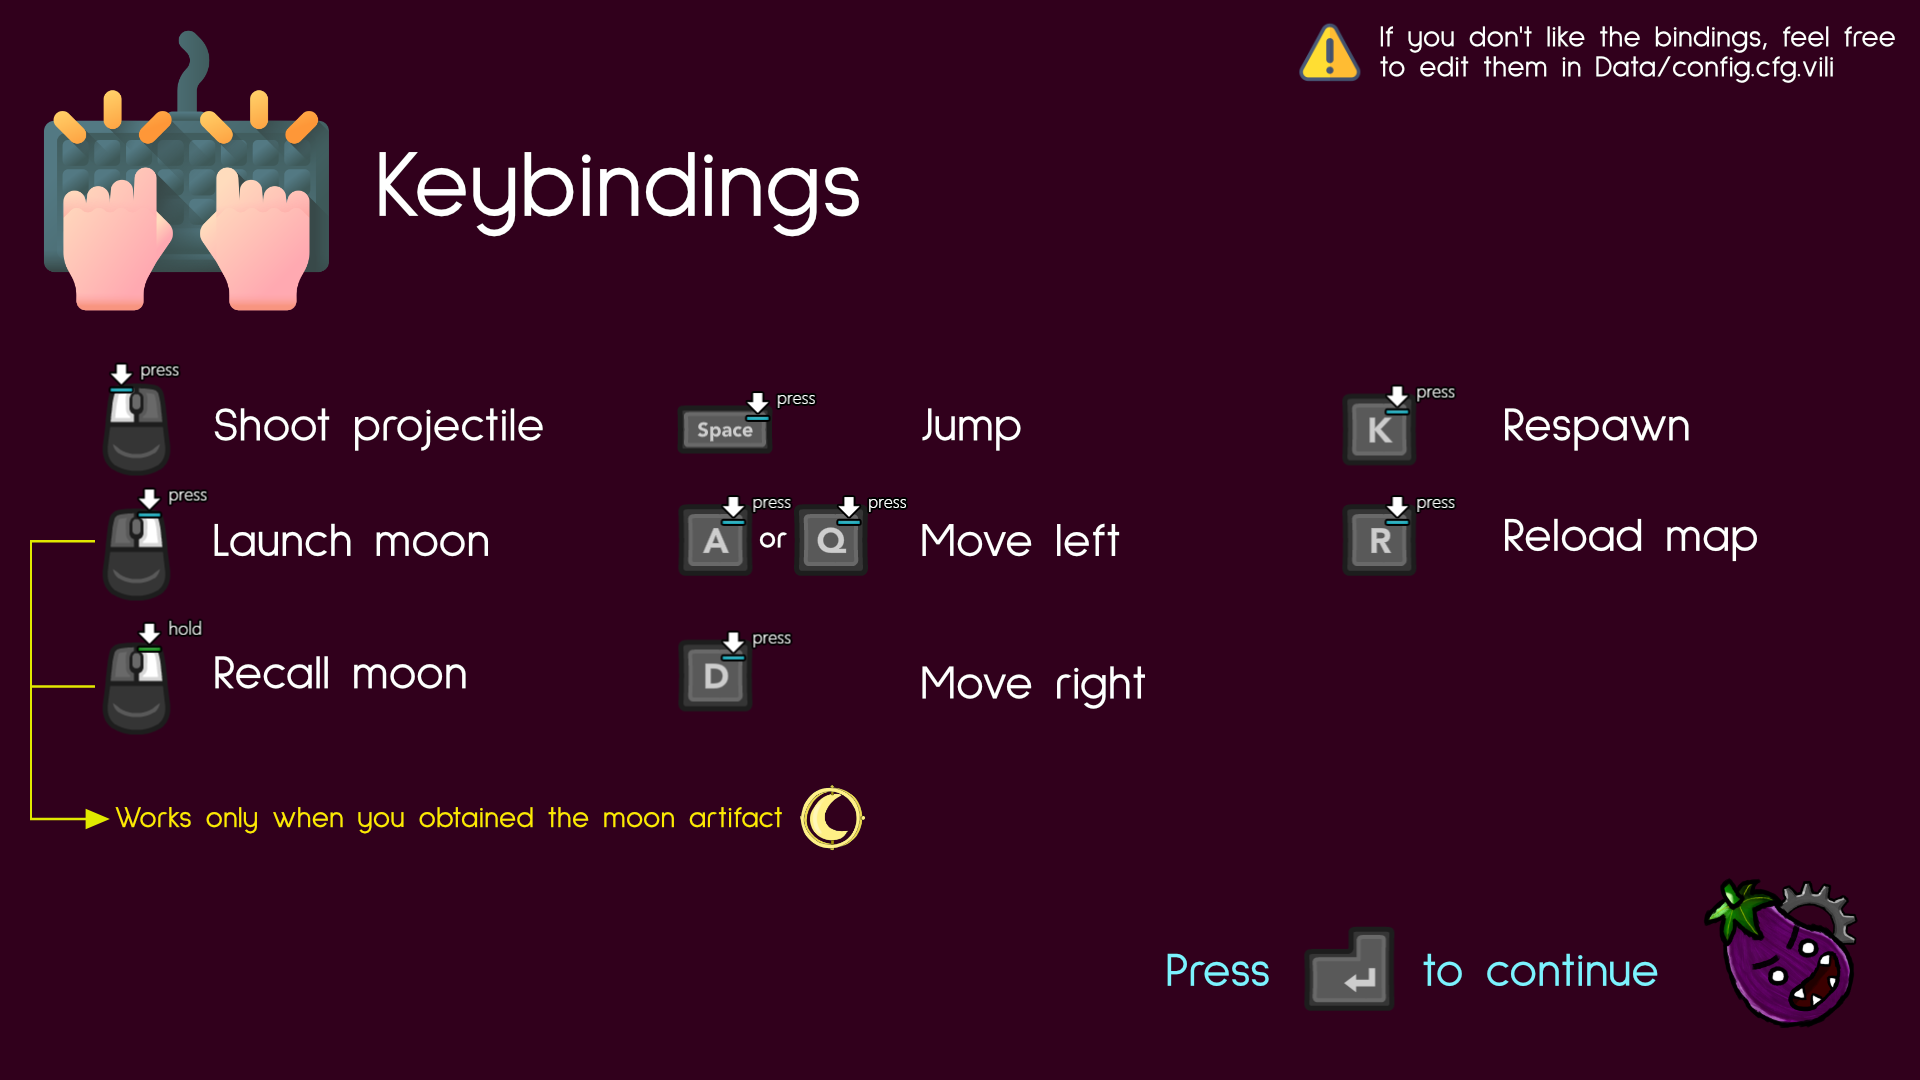 If you don't like the bindings, feel free
to edit them in Data/config.cfg.vili
Keybindings
press
Shoot projectile
press
Space
Jump
press
K
Respawn
press
Launch moon
press
A
or
press
Q
Move left
press
R
Reload map
hold
Recall moon
press
D
Move right
Works only when you obtained the moon artifact
Press
to continue